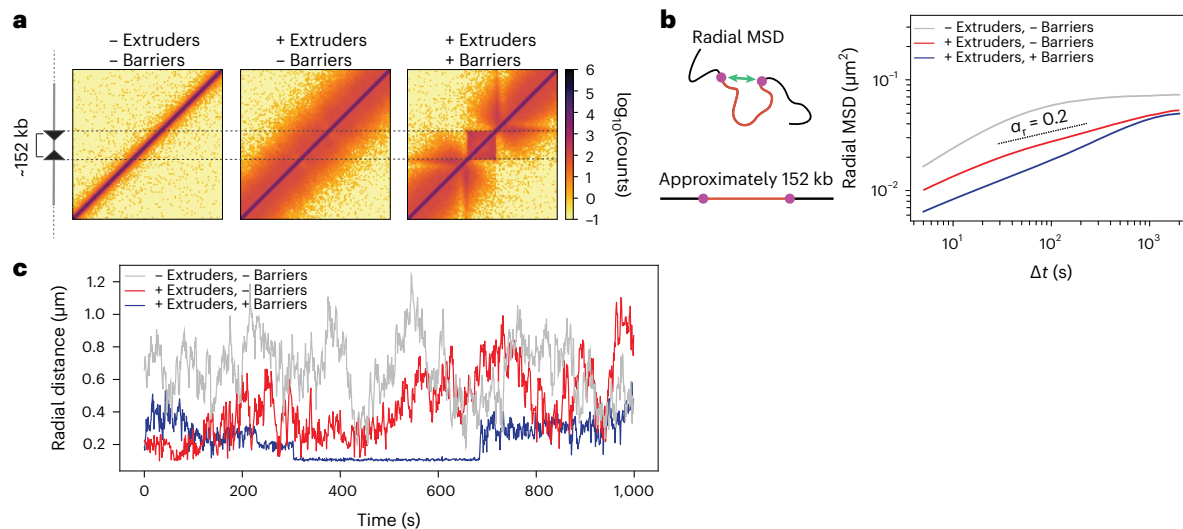 a
– Extruders
– Barriers
+ Extruders
– Barriers
+ Extruders
+ Barriers
~152 kb
6
5
4
3
2
1
0
–1
log₁₀(counts)
b
Radial MSD
Approximately 152 kb
– Extruders, – Barriers
+ Extruders, – Barriers
+ Extruders, + Barriers
αᵣ = 0.2
Radial MSD (µm²)
10⁻¹
10⁻²
10¹
10²
10³
Δt (s)
c
– Extruders, – Barriers
+ Extruders, – Barriers
+ Extruders, + Barriers
Radial distance (µm)
1.2
1.0
0.8
0.6
0.4
0.2
0
200
400
600
800
1,000
Time (s)